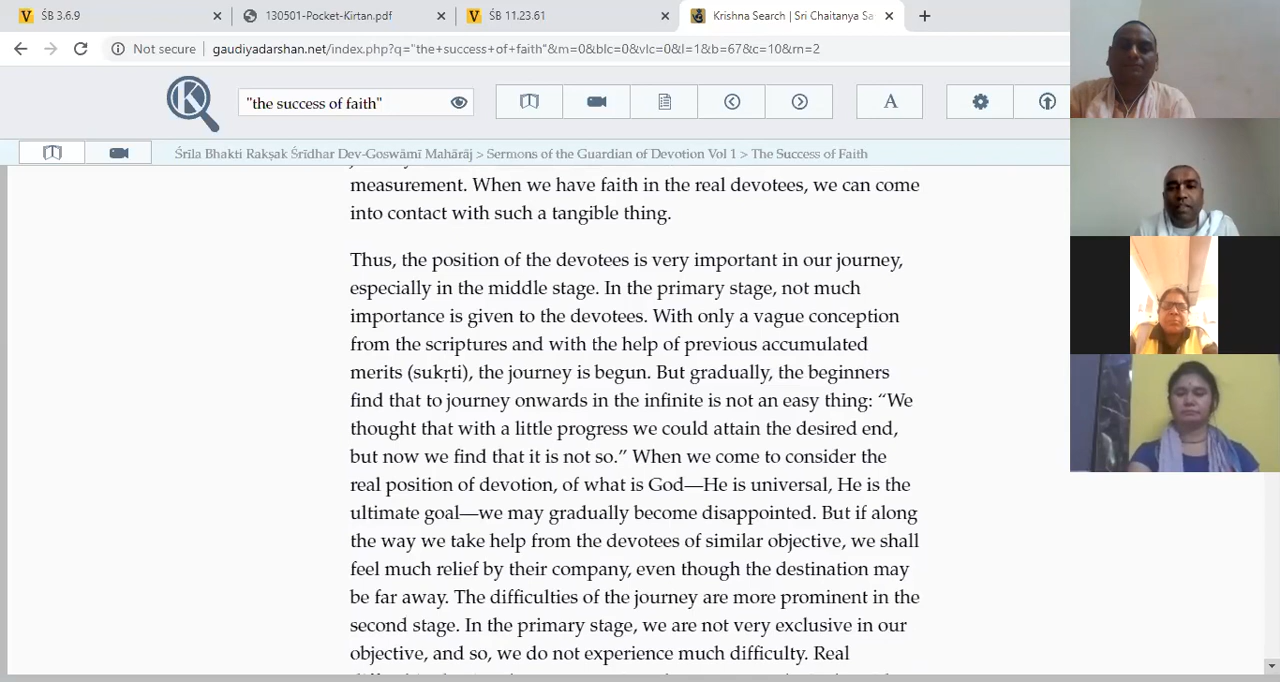 ŚB 3.6.9
130501-Pocket-Kirtan.pdf
ŚB 11.23.61
Krishna Search | Sri Chaitanya Sa
Not secure
gaudiyadarshan.net/index.php?q="the+success+of+faith"&m=0&blc=0&vlc=0&l=1&b=67&c=10&rn=2
K
"the success of faith"
A
Śrīla Bhakti Rakṣak Śrīdhar Dev-Goswāmī Mahārāj > Sermons of the Guardian of Devotion Vol 1 > The Success of Faith
measurement. When we have faith in the real devotees, we can come
into contact with such a tangible thing.
Thus, the position of the devotees is very important in our journey,
especially in the middle stage. In the primary stage, not much
importance is given to the devotees. With only a vague conception
from the scriptures and with the help of previous accumulated
merits (sukṛti), the journey is begun. But gradually, the beginners
find that to journey onwards in the infinite is not an easy thing: “We
thought that with a little progress we could attain the desired end,
but now we find that it is not so.” When we come to consider the
real position of devotion, of what is God—He is universal, He is the
ultimate goal—we may gradually become disappointed. But if along
the way we take help from the devotees of similar objective, we shall
feel much relief by their company, even though the destination may
be far away. The difficulties of the journey are more prominent in the
second stage. In the primary stage, we are not very exclusive in our
objective, and so, we do not experience much difficulty. Real